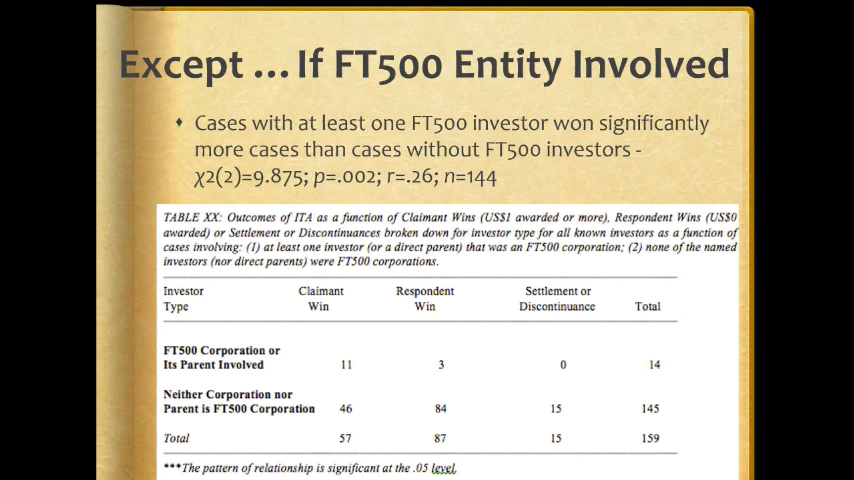 Except ... If FT500 Entity Involved
♦ Cases with at least one FT500 investor won significantly
more cases than cases without FT500 investors -
χ2(2)=9.875; p=.002; r=.26; n=144
TABLE XX: Outcomes of ITA as a function of Claimant Wins (US$1 awarded or more), Respondent Wins (US$0
awarded) or Settlement or Discontinuances broken down for investor type for all known investors as a function of
cases involving: (1) at least one investor (or a direct parent) that was an FT500 corporation; (2) none of the named
investors (nor direct parents) were FT500 corporations.
Investor Claimant Respondent Settlement or
Type Win Win Discontinuance Total
FT500 Corporation or
Its Parent Involved 11 3 0 14
Neither Corporation nor
Parent is FT500 Corporation 46 84 15 145
Total 57 87 15 159
***The pattern of relationship is significant at the .05 level.